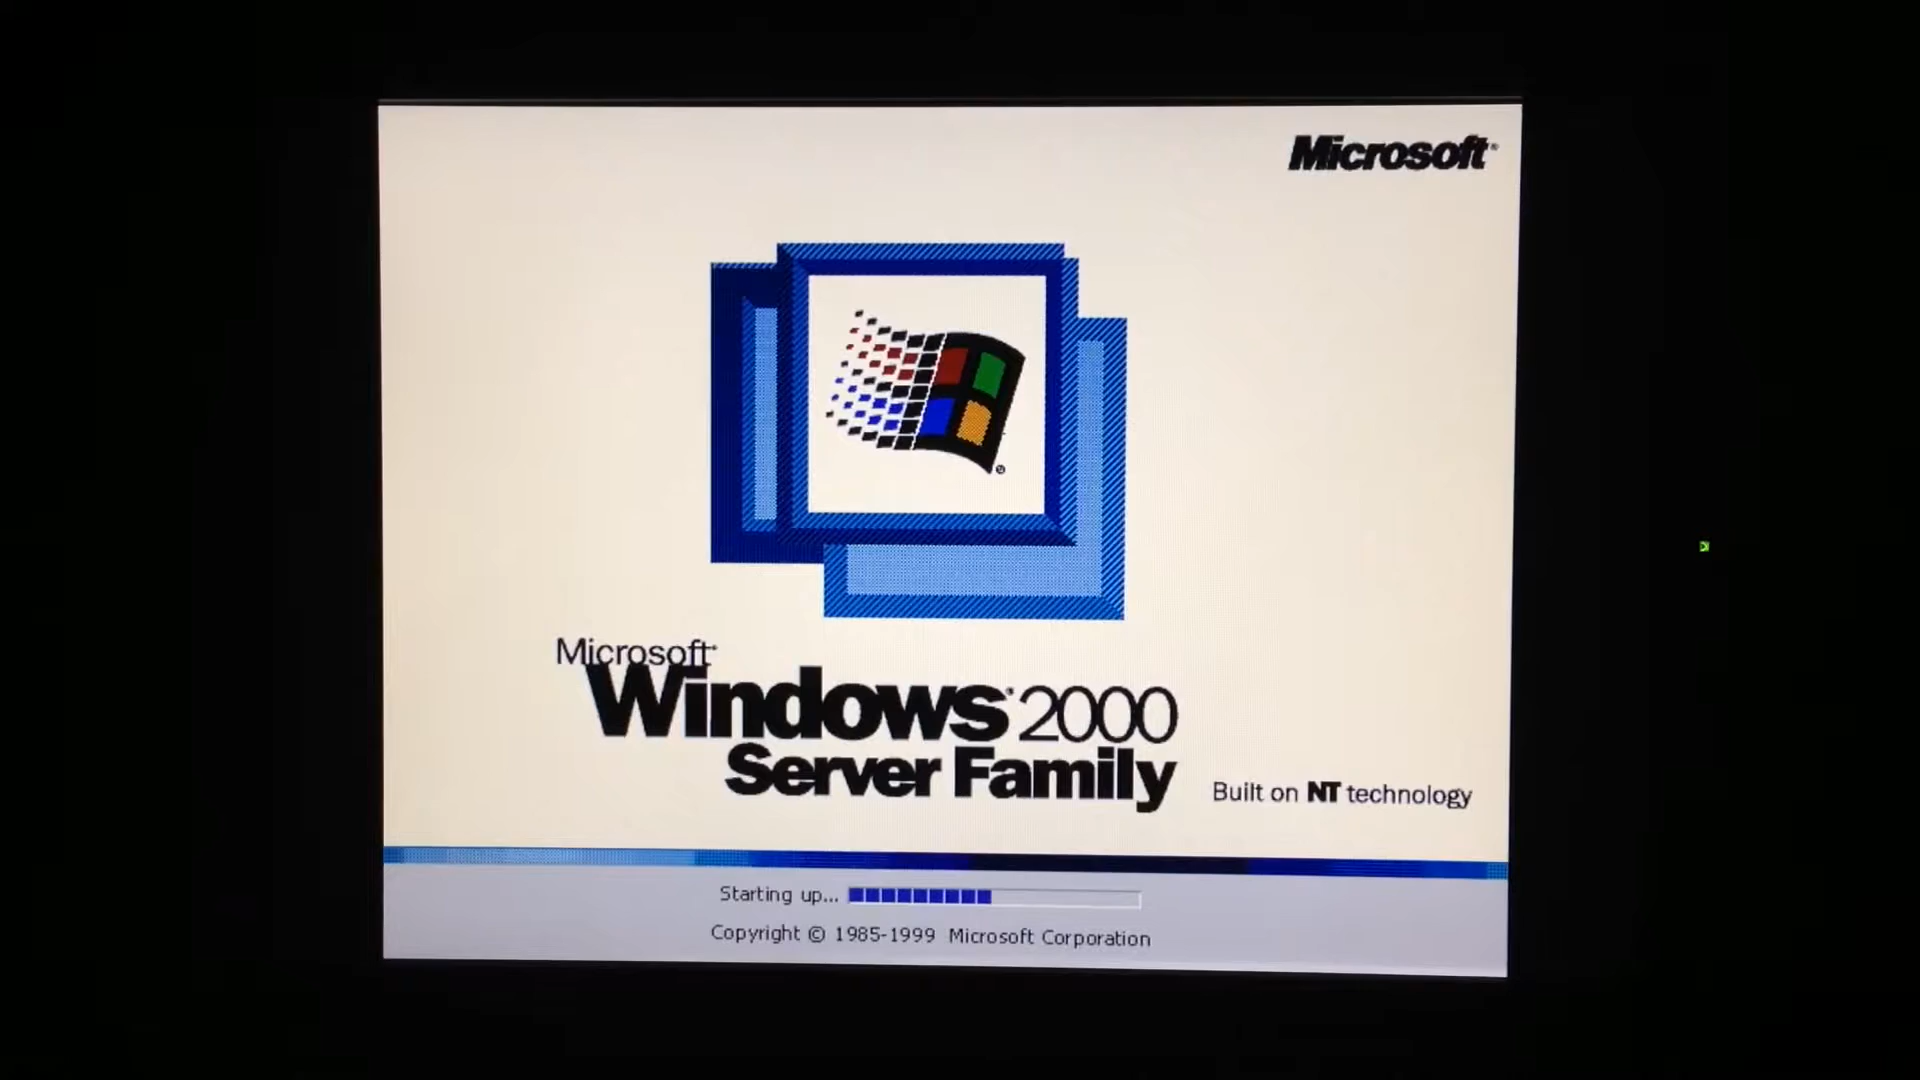 Microsoft®
Microsoft®
Windows® 2000
Server Family
Built on NT technology
Starting up...
Copyright © 1985-1999 Microsoft Corporation